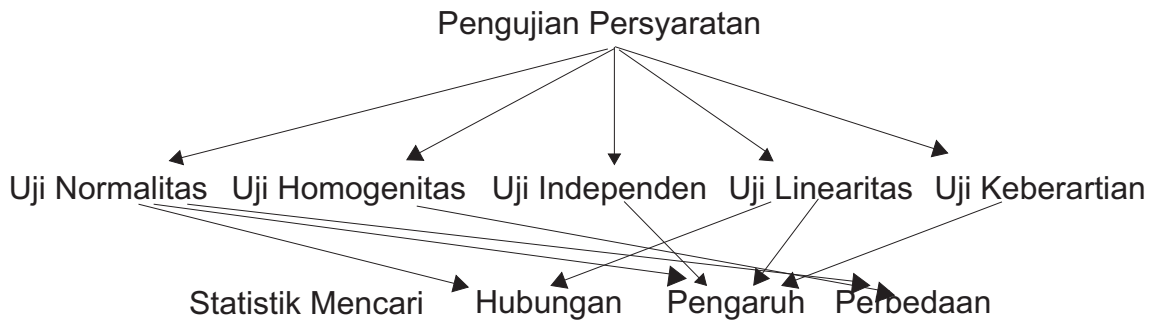 Pengujian Persyaratan
Uji Normalitas Uji Homogenitas Uji Independen Uji Linearitas Uji Keberartian
Statistik Mencari Hubungan Pengaruh Perbedaan